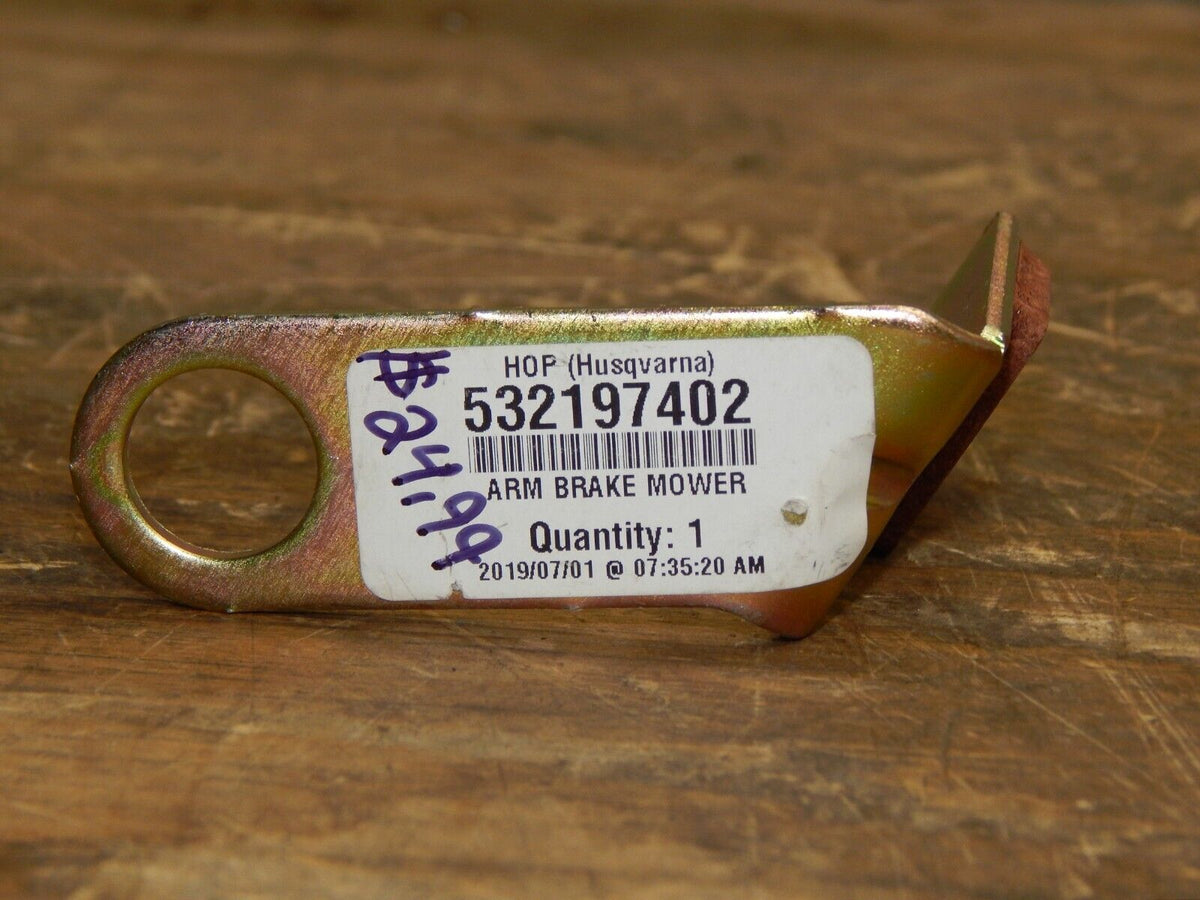 HOP (Husqvarna)
532197402
ARM BRAKE MOWER
Quantity: 1
2019/07/01 @ 07:35:20 AM
$24.99